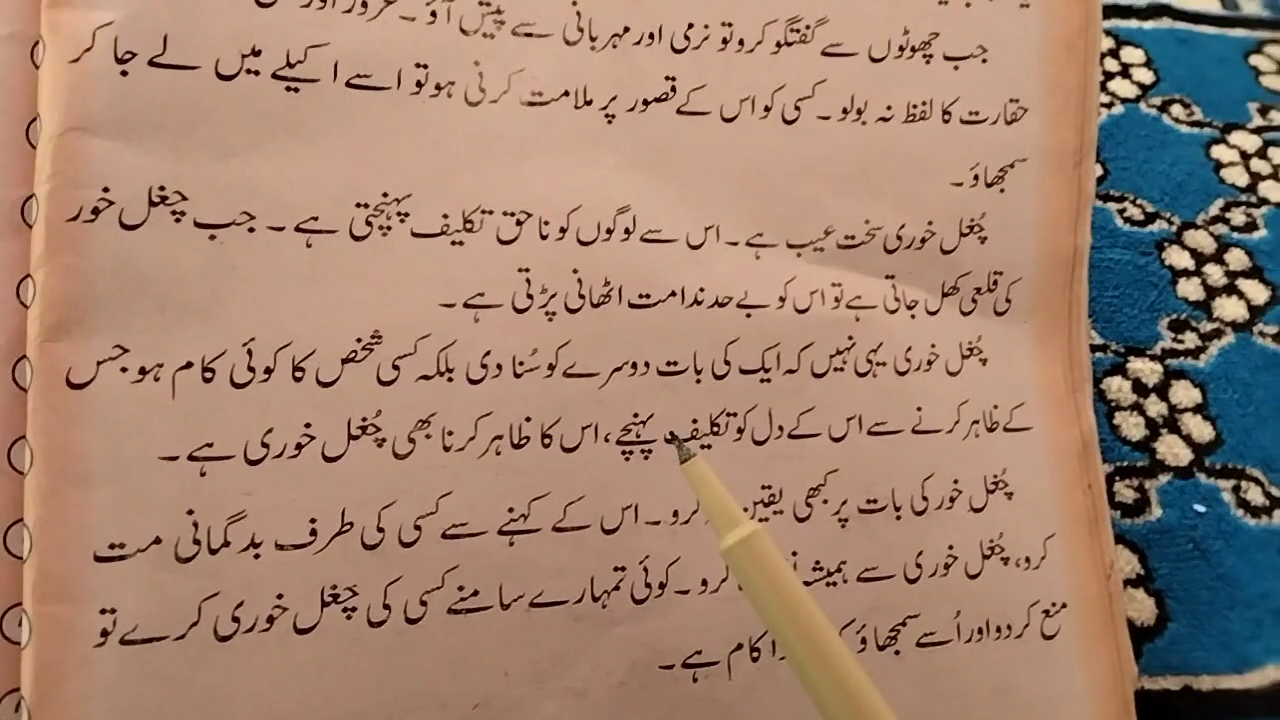 جب چھوٹوں سے گفتگو کرو تو نرمی اور مہربانی سے پیش آؤ۔ غرور اور
حقارت کا لفظ نہ بولو۔ کسی کو اس کے قصور پر ملامت کرنی ہو تو اسے اکیلے میں لے جا کر
سمجھاؤ۔
چُغل خوری سخت عیب ہے۔ اس سے لوگوں کو ناحق تکلیف پہنچتی ہے۔ جب چغل خور
کی قلعی کھل جاتی ہے تو اس کو بے حد ندامت اٹھانی پڑتی ہے۔
چُغل خوری یہی نہیں کہ ایک کی بات دوسرے کو سُنا دی بلکہ کسی شخص کا کوئی کام ہو جس
کے ظاہر کرنے سے اس کے دل کو تکلیف پہنچے، اس کا ظاہر کرنا بھی چُغل خوری ہے۔
چُغل خور کی بات پر کبھی یقین کرو۔ اس کے کہنے سے کسی کی طرف بدگمانی مت
کرو، چُغل خوری سے ہمیشہ کرو۔ کوئی تمہارے سامنے کسی کی چغل خوری کرے تو
منع کر دو اور اُسے سمجھاؤ کام ہے۔